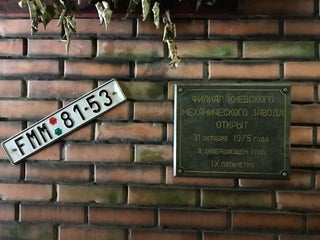 FMM 81-53
ФИЛИАЛ КИЕВСКОГО
МЕХАНИЧЕСКОГО ЗАВОДА
ОТКРЫТ
31 ОКТЯБРЯ 1975 ГОДА
В ЗАВЕРШАЮЩЕМ ГОДУ
IX ПЯТИЛЕТКИ